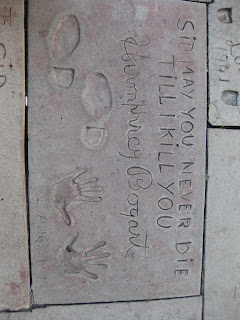 SID MAY YOU NEVER DIE
TILL I KILL YOU
Humphrey Bogart